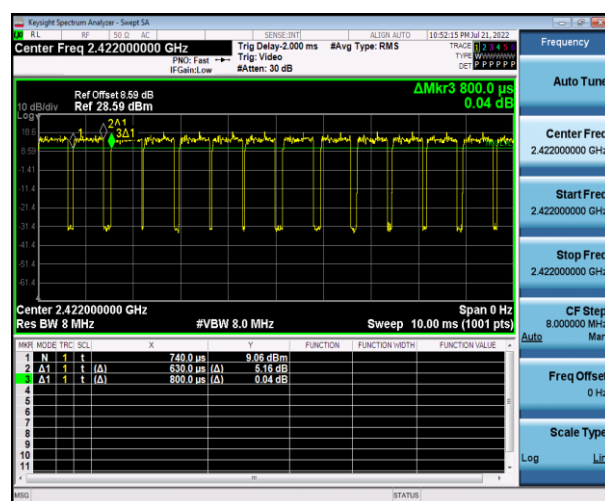 Keysight Spectrum Analyzer - Swept SA
RL RF 50 Ω AC SENSE:INT ALIGN AUTO 10:52:15 PM Jul 21, 2022
Center Freq 2.422000000 GHz
PNO: Fast
IFGain:Low
Trig Delay-2.000 ms
Trig: Video
#Atten: 30 dB
#Avg Type: RMS
TRACE 1 2 3 4 5 6
TYPE WWWWWW
DET P P P P P P
Ref Offset 8.59 dB
10 dB/div Ref 28.59 dBm
ΔMkr3 800.0 µs
0.04 dB
Log
18.6
8.59
-1.41
-11.4
-21.4
-31.4
-41.4
-51.4
-61.4
1
2Δ1
3Δ1
Center 2.422000000 GHz Span 0 Hz
Res BW 8 MHz #VBW 8.0 MHz Sweep 10.00 ms (1001 pts)
MKR MODE TRC SCL X Y FUNCTION FUNCTION WIDTH FUNCTION VALUE
1 N 1 t 740.0 µs 9.06 dBm
2 Δ1 1 t (Δ) 630.0 µs (Δ) 5.16 dB
3 Δ1 1 t (Δ) 800.0 µs (Δ) 0.04 dB
4
5
6
7
8
9
10
11
MSG STATUS
Frequency
Auto Tune
Center Freq
2.422000000 GHz
Start Freq
2.422000000 GHz
Stop Freq
2.422000000 GHz
CF Step
8.000000 MHz
Auto Man
Freq Offset
0 Hz
Scale Type
Log Lin